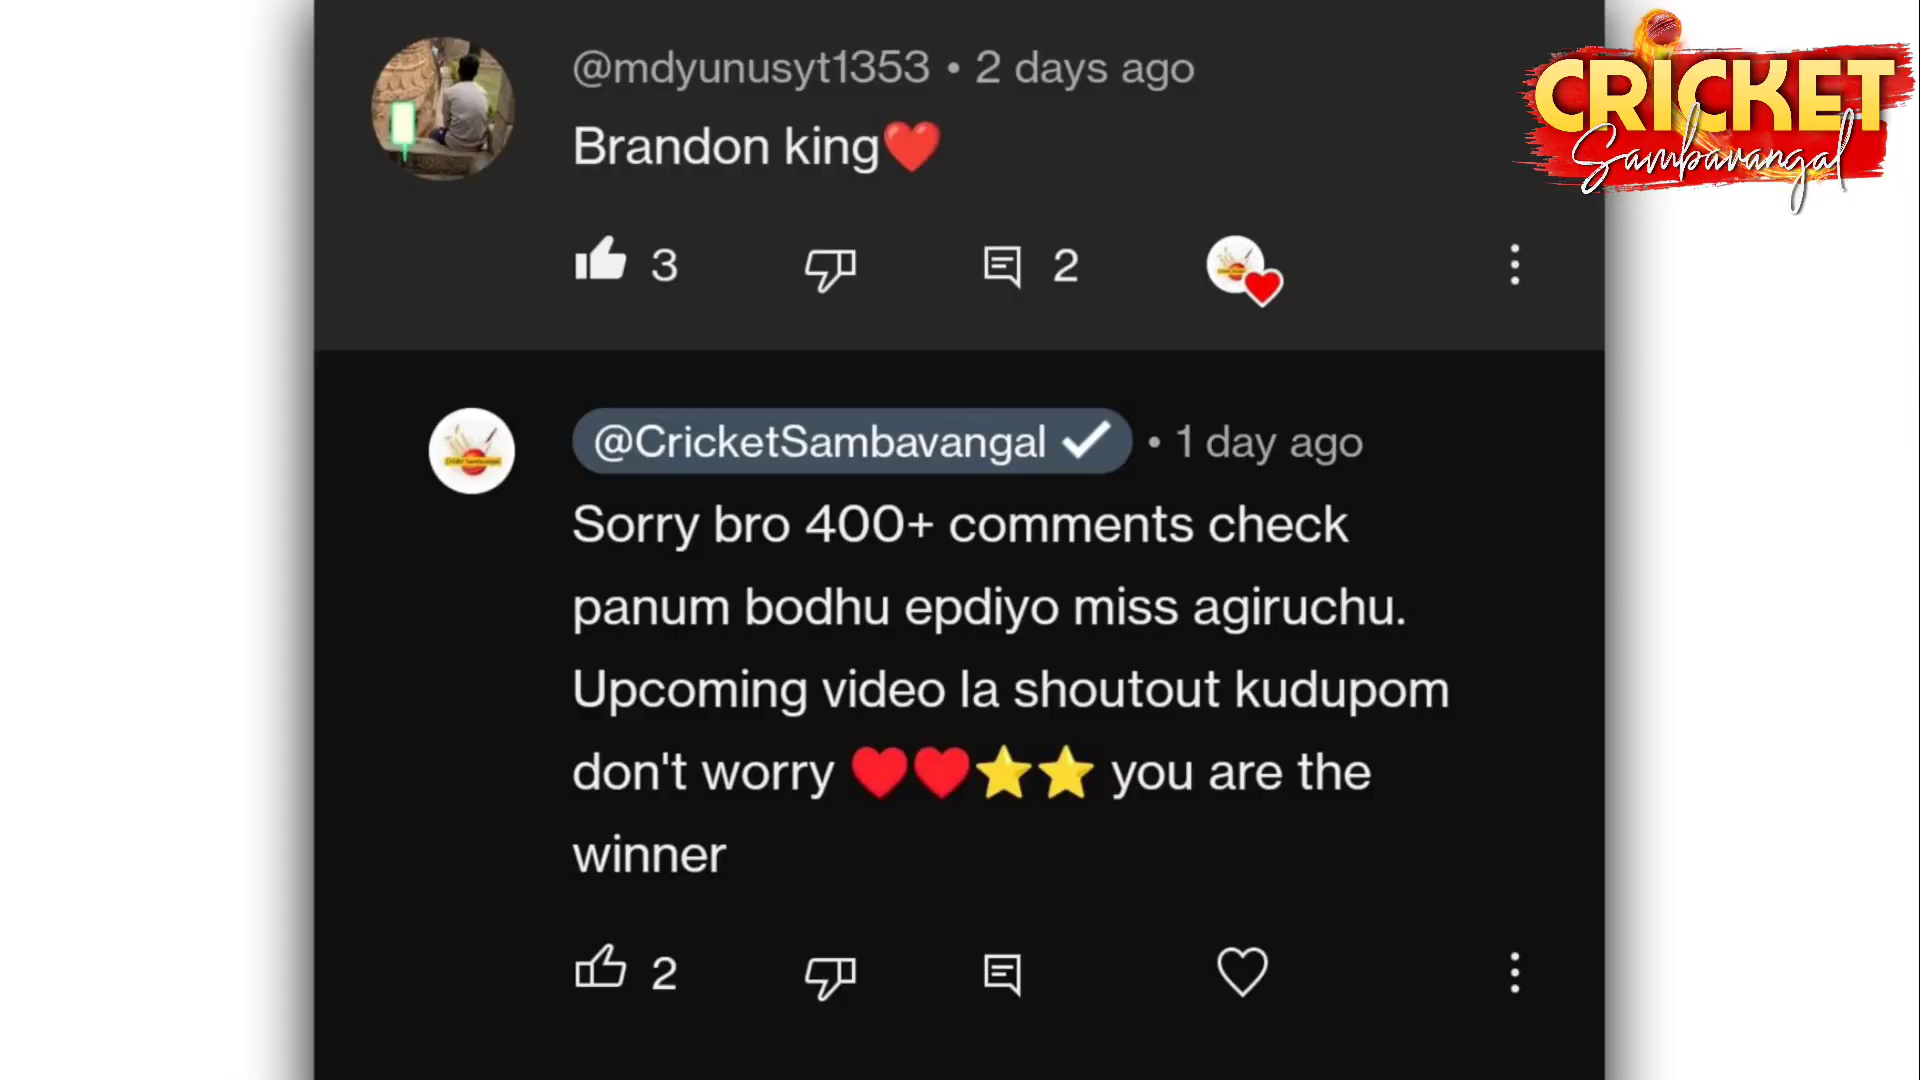 @mdyunusyt1353 • 2 days ago
Brandon king❤️
3
2
CRICKET
Sambavangal
@CricketSambavangal • 1 day ago
Sorry bro 400+ comments check
panum bodhu epdiyo miss agiruchu.
Upcoming video la shoutout kudupom
don't worry ❤️❤️⭐⭐ you are the
winner
2